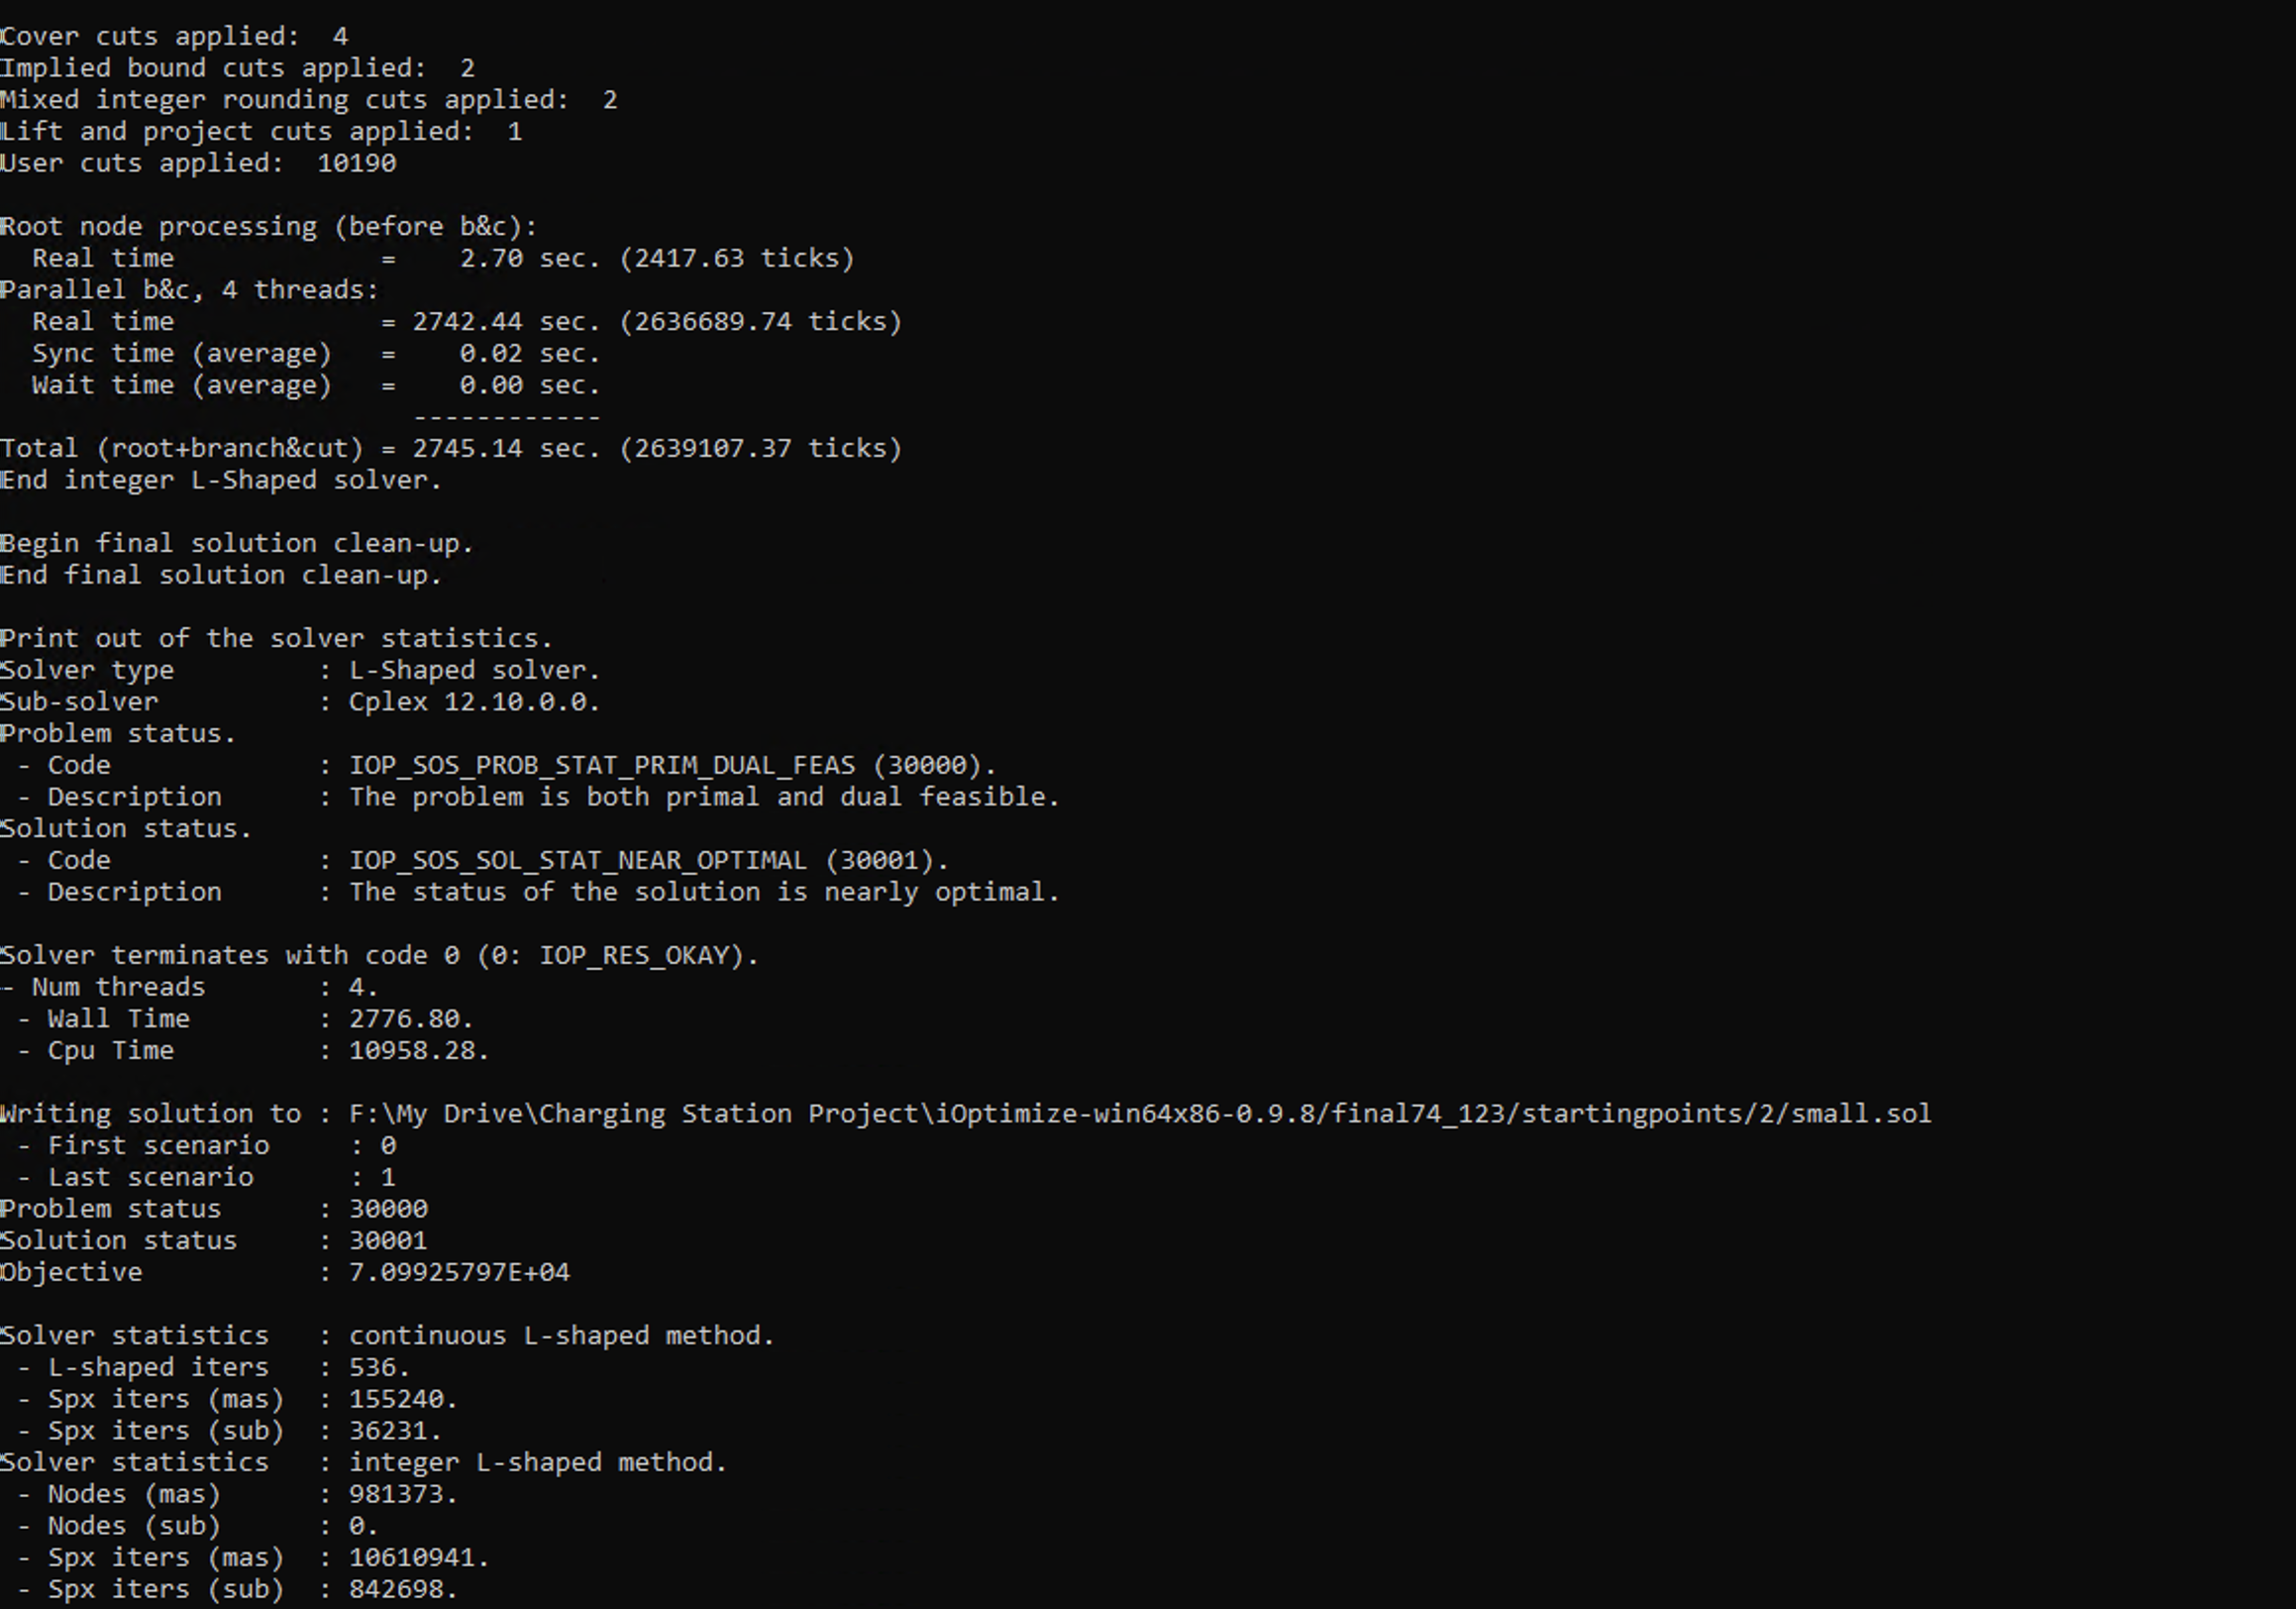 Cover cuts applied:  4
Implied bound cuts applied:  2
Mixed integer rounding cuts applied:  2
Lift and project cuts applied:  1
User cuts applied:  10190

Root node processing (before b&c):
  Real time             =    2.70 sec. (2417.63 ticks)
Parallel b&c, 4 threads:
  Real time             = 2742.44 sec. (2636689.74 ticks)
  Sync time (average)   =    0.02 sec.
  Wait time (average)   =    0.00 sec.
                          ------------
Total (root+branch&cut) = 2745.14 sec. (2639107.37 ticks)
End integer L-Shaped solver.

Begin final solution clean-up.
End final solution clean-up.

Print out of the solver statistics.
Solver type         : L-Shaped solver.
Sub-solver          : Cplex 12.10.0.0.
Problem status.
 - Code             : IOP_SOS_PROB_STAT_PRIM_DUAL_FEAS (30000).
 - Description      : The problem is both primal and dual feasible.
Solution status.
 - Code             : IOP_SOS_SOL_STAT_NEAR_OPTIMAL (30001).
 - Description      : The status of the solution is nearly optimal.

Solver terminates with code 0 (0: IOP_RES_OKAY).
- Num threads       : 4.
 - Wall Time        : 2776.80.
 - Cpu Time         : 10958.28.

Writing solution to : F:\My Drive\Charging Station Project\iOptimize-win64x86-0.9.8/final74_123/startingpoints/2/small.sol
 - First scenario     : 0
 - Last scenario      : 1
Problem status      : 30000
Solution status     : 30001
Objective           : 7.09925797E+04

Solver statistics   : continuous L-shaped method.
 - L-shaped iters   : 536.
 - Spx iters (mas)  : 155240.
 - Spx iters (sub)  : 36231.
Solver statistics   : integer L-shaped method.
 - Nodes (mas)      : 981373.
 - Nodes (sub)      : 0.
 - Spx iters (mas)  : 10610941.
 - Spx iters (sub)  : 842698.